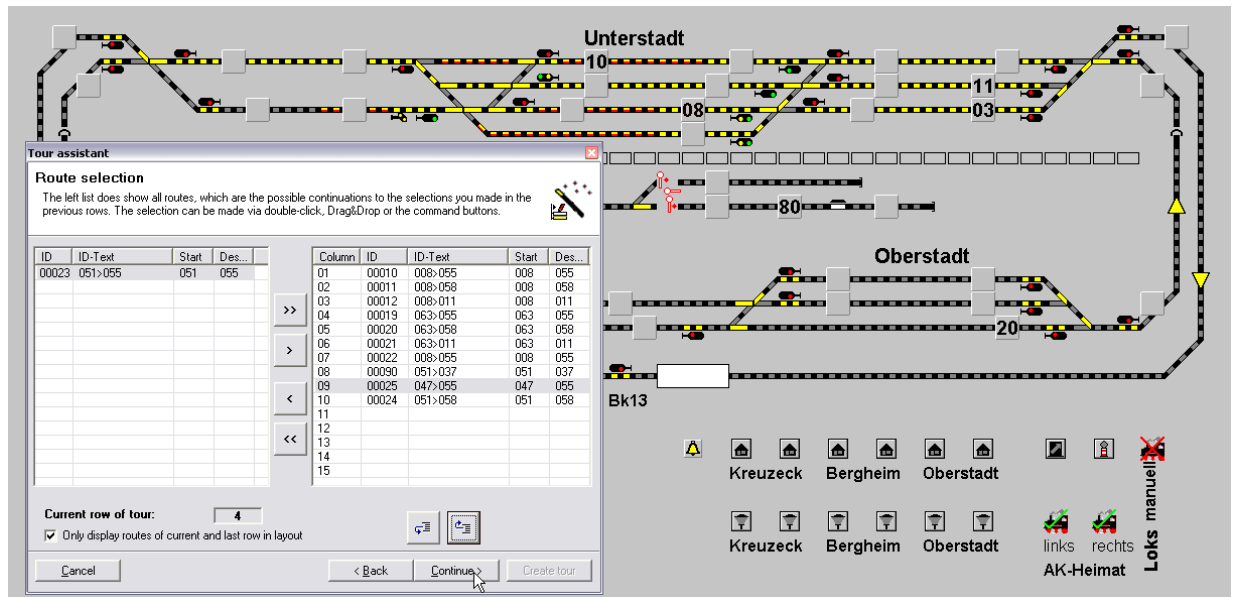 Unterstadt
10
11
08
03
Tour assistant
Route selection
The left list does show all routes, which are the possible continuations to the selections you made in the
previous rows. The selection can be made via double-click, Drag&Drop or the command buttons.
80
Oberstadt
20
Bk13
ID ID-Text Start Des...
00023 051>055 051 055
>>
>
<
<<
Column ID ID-Text Start Des...
01 00010 008>055 008 055
02 00011 008>058 008 058
03 00012 008>011 008 011
04 00019 063>055 063 055
05 00020 063>058 063 058
06 00021 063>011 063 011
07 00022 008>055 008 055
08 00090 051>037 051 037
09 00025 047>055 047 055
10 00024 051>058 051 058
11
12
13
14
15
Current row of tour: 4
Only display routes of current and last row in layout
Cancel
< Back
Continue >
Create tour
Kreuzeck Bergheim Oberstadt
Kreuzeck Bergheim Oberstadt
links rechts
AK-Heimat
Loks manuell